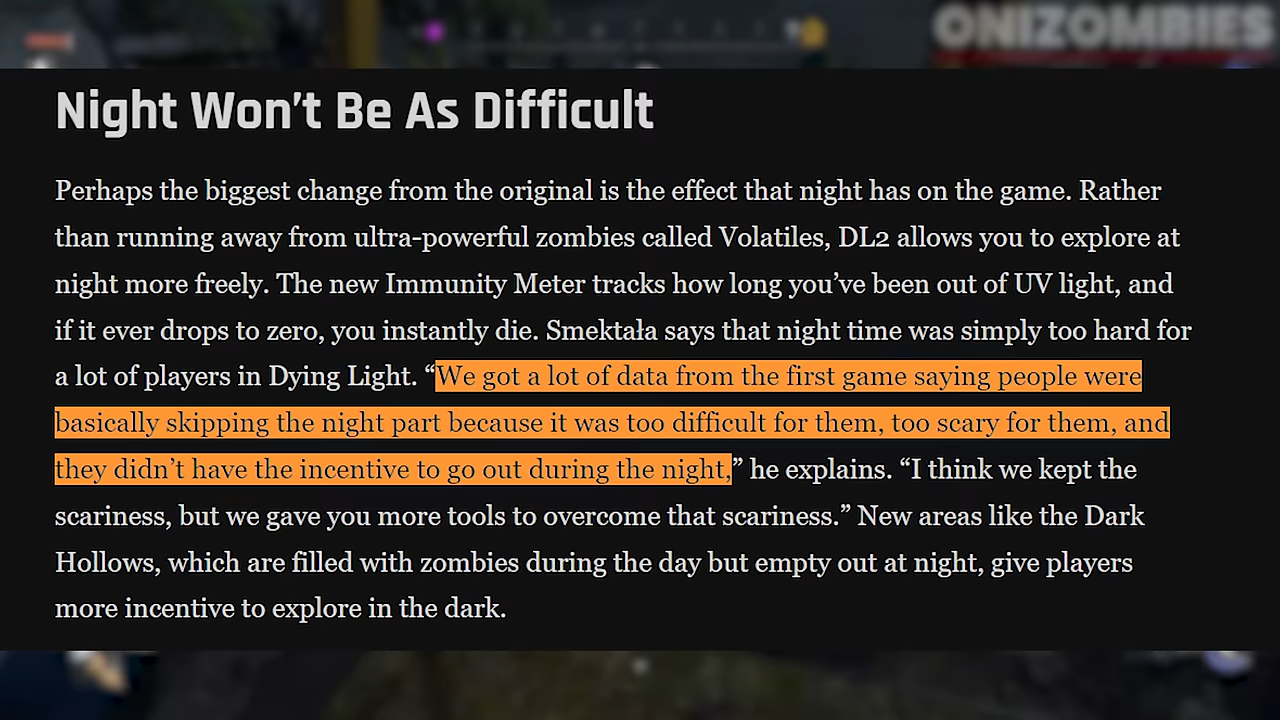 ONIZOMBIES
Night Won’t Be As Difficult
Perhaps the biggest change from the original is the effect that night has on the game. Rather
than running away from ultra-powerful zombies called Volatiles, DL2 allows you to explore at
night more freely. The new Immunity Meter tracks how long you’ve been out of UV light, and
if it ever drops to zero, you instantly die. Smektała says that night time was simply too hard for
a lot of players in Dying Light. “We got a lot of data from the first game saying people were
basically skipping the night part because it was too difficult for them, too scary for them, and
they didn’t have the incentive to go out during the night,” he explains. “I think we kept the
scariness, but we gave you more tools to overcome that scariness.” New areas like the Dark
Hollows, which are filled with zombies during the day but empty out at night, give players
more incentive to explore in the dark.